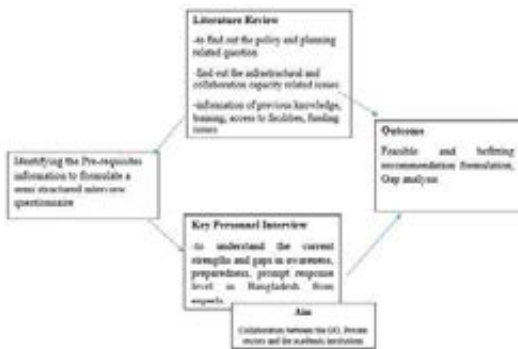 Literature Review
-to find out the policy and planning
related question
-find out the infrastructural and
collaboration capacity related issues
-information of previous knowledge,
training, access to facilities, funding
issues
Outcome
Feasible and befitting
recommendation formulation,
Gap analysis
Identifying the Pre-requisites
information to formulate a
semi structured interview
questionnaire
Key Personnel Interview
-to understand the current
strengths and gaps in awareness,
preparedness, prompt response
level in Bangladesh from
experts
Aim
Collaboration between the GO, Private
sectors and the academic institutions